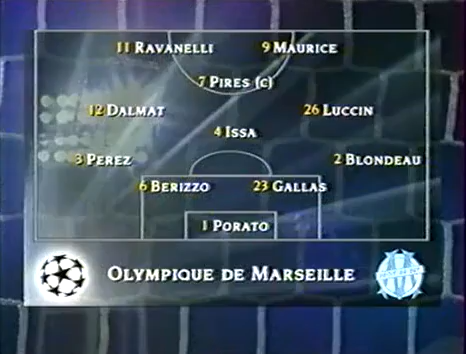 11 RAVANELLI 9 MAURICE
7 PIRES (C)
12 DALMAT 26 LUCCIN
4 ISSA
3 PEREZ 2 BLONDEAU
6 BERIZZO 23 GALLAS
1 PORATO
OLYMPIQUE DE MARSEILLE